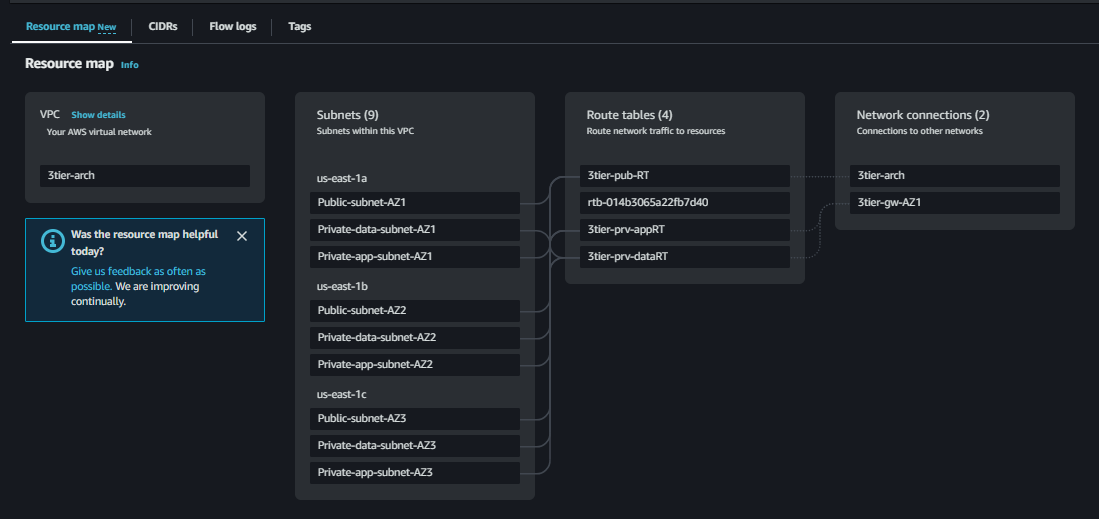 Resource map New
CIDRs
Flow logs
Tags
Resource map Info
VPC Show details
Your AWS virtual network
3tier-arch
Was the resource map helpful
today?
Give us feedback as often as
possible. We are improving
continually.
Subnets (9)
Subnets within this VPC
us-east-1a
Public-subnet-AZ1
Private-data-subnet-AZ1
Private-app-subnet-AZ1
us-east-1b
Public-subnet-AZ2
Private-data-subnet-AZ2
Private-app-subnet-AZ2
us-east-1c
Public-subnet-AZ3
Private-data-subnet-AZ3
Private-app-subnet-AZ3
Route tables (4)
Route network traffic to resources
3tier-pub-RT
rtb-014b3065a22fb7d40
3tier-prv-appRT
3tier-prv-dataRT
Network connections (2)
Connections to other networks
3tier-arch
3tier-gw-AZ1